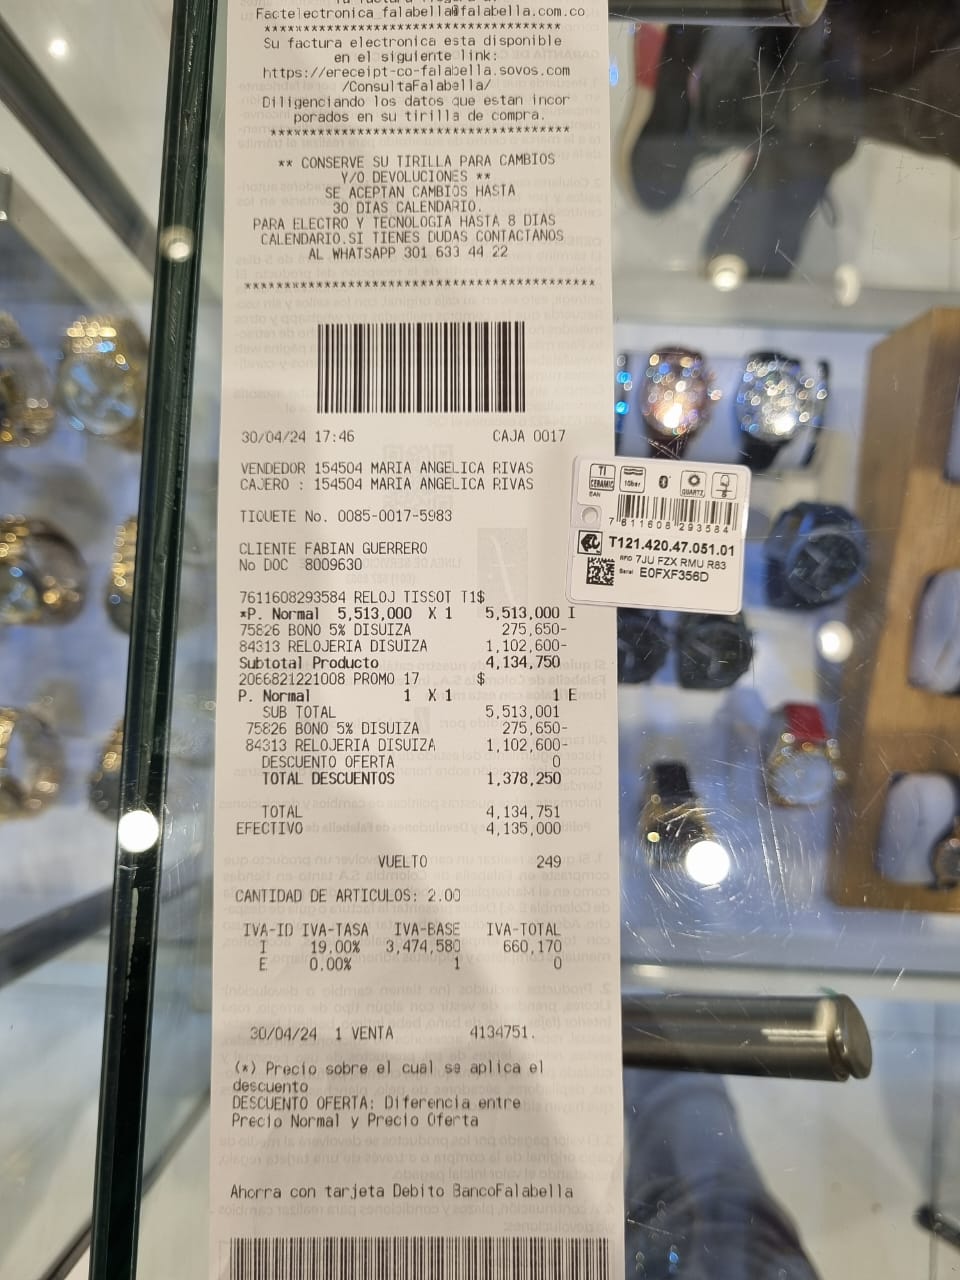 Factelectronica_falabella@falabella.com.co
************************************
Su factura electronica esta disponible
en el siguiente link:
https://ereceipt-co-falabella.sovos.com
/ConsultaFalabella/
Diligenciando los datos que estan incor
porados en su tirilla de compra.
************************************
** CONSERVE SU TIRILLA PARA CAMBIOS
Y/O DEVOLUCIONES **
SE ACEPTAN CAMBIOS HASTA
30 DIAS CALENDARIO.
PARA ELECTRO Y TECNOLOGIA HASTA 8 DIAS
CALENDARIO.SI TIENES DUDAS CONTACTANOS
AL WHATSAPP 301 633 44 22
******************************************
30/04/24 17:46 CAJA 0017
VENDEDOR 154504 MARIA ANGELICA RIVAS
CAJERO : 154504 MARIA ANGELICA RIVAS
TIQUETE No. 0085-0017-5983
CLIENTE FABIAN GUERRERO
No DOC 8009630
7611608293584 RELOJ TISSOT T1$
*P. Normal 5,513,000 X 1 5,513,000 I
75826 BONO 5% DISUIZA 275,650-
84313 RELOJERIA DISUIZA 1,102,600-
Subtotal Producto 4,134,750
2066821221008 PROMO 17 $
P. Normal 1 X 1 1 E
SUB TOTAL 5,513,001
75826 BONO 5% DISUIZA 275,650-
84313 RELOJERIA DISUIZA 1,102,600-
DESCUENTO OFERTA 0
TOTAL DESCUENTOS 1,378,250
TOTAL 4,134,751
EFECTIVO 4,135,000
VUELTO 249
CANTIDAD DE ARTICULOS: 2.00
IVA-ID IVA-TASA IVA-BASE IVA-TOTAL
I 19.00% 3,474,580 660,170
E 0.00% 1 0
30/04/24 1 VENTA 4134751.
(*) Precio sobre el cual se aplica el
descuento
DESCUENTO OFERTA: Diferencia entre
Precio Normal y Precio Oferta
Ahorra con tarjeta Debito BancoFalabella
TI
CERAMIC
10bar
QUARTZ
EAN
7 611608 293584
T121.420.47.051.01
RFID 7JU FZX RMU R83
Serial E0FXF356D